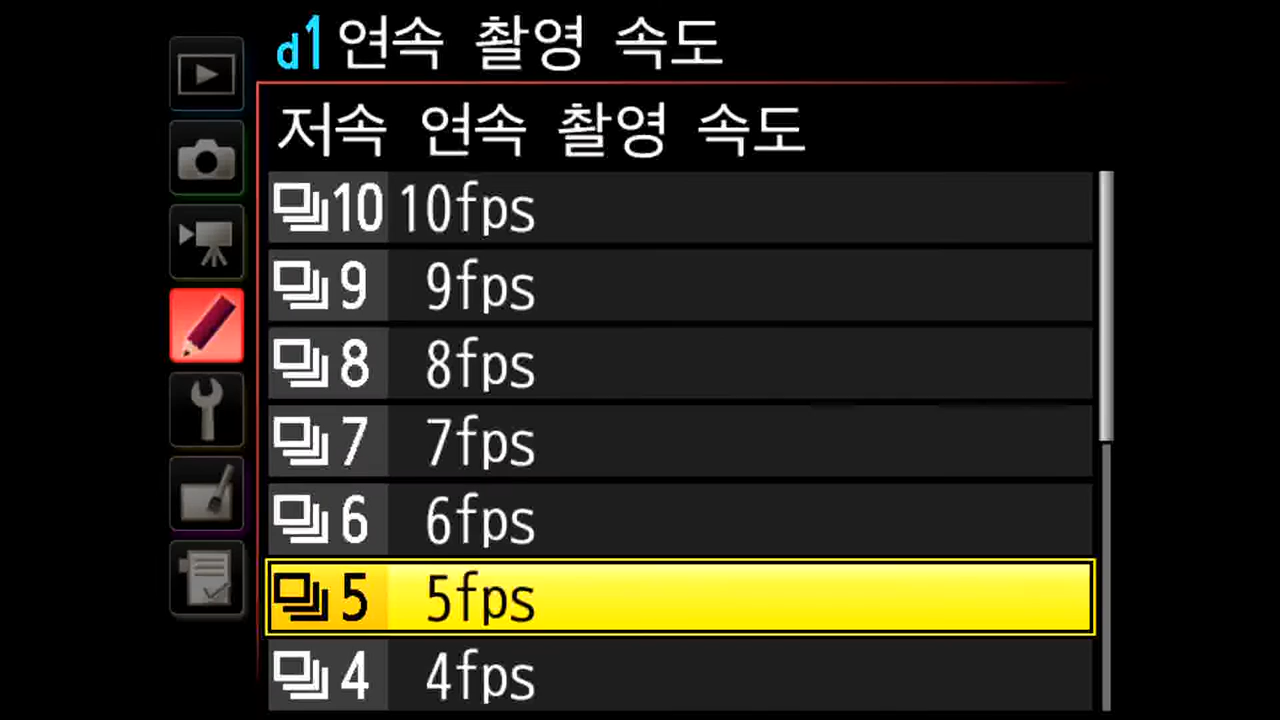 d1 연속 촬영 속도
저속 연속 촬영 속도
10 10fps
9 9fps
8 8fps
7 7fps
6 6fps
5 5fps
4 4fps